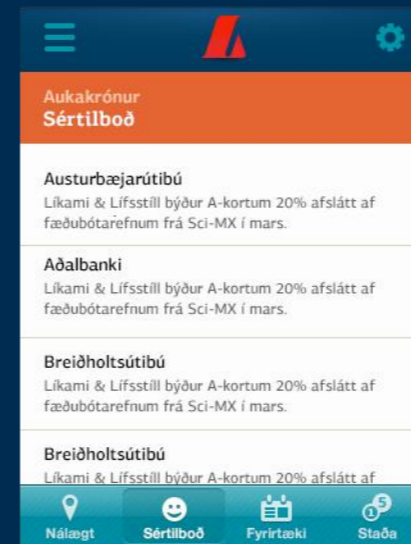 Aukakrónur
Sértilboð
Austurbæjarútibú
Líkami & Lífsstíll býður A-kortum 20% afslátt af
fæðubótarefnum frá Sci-MX í mars.
Aðalbanki
Líkami & Lífsstíll býður A-kortum 20% afslátt af
fæðubótarefnum frá Sci-MX í mars.
Breiðholtsútibú
Líkami & Lífsstíll býður A-kortum 20% afslátt af
fæðubótarefnum frá Sci-MX í mars.
Breiðholtsútibú
Líkami & Lífsstíll býður A-kortum 20% afslátt af
Nálægt Sértilboð Fyrirtæki 1 5 Staða